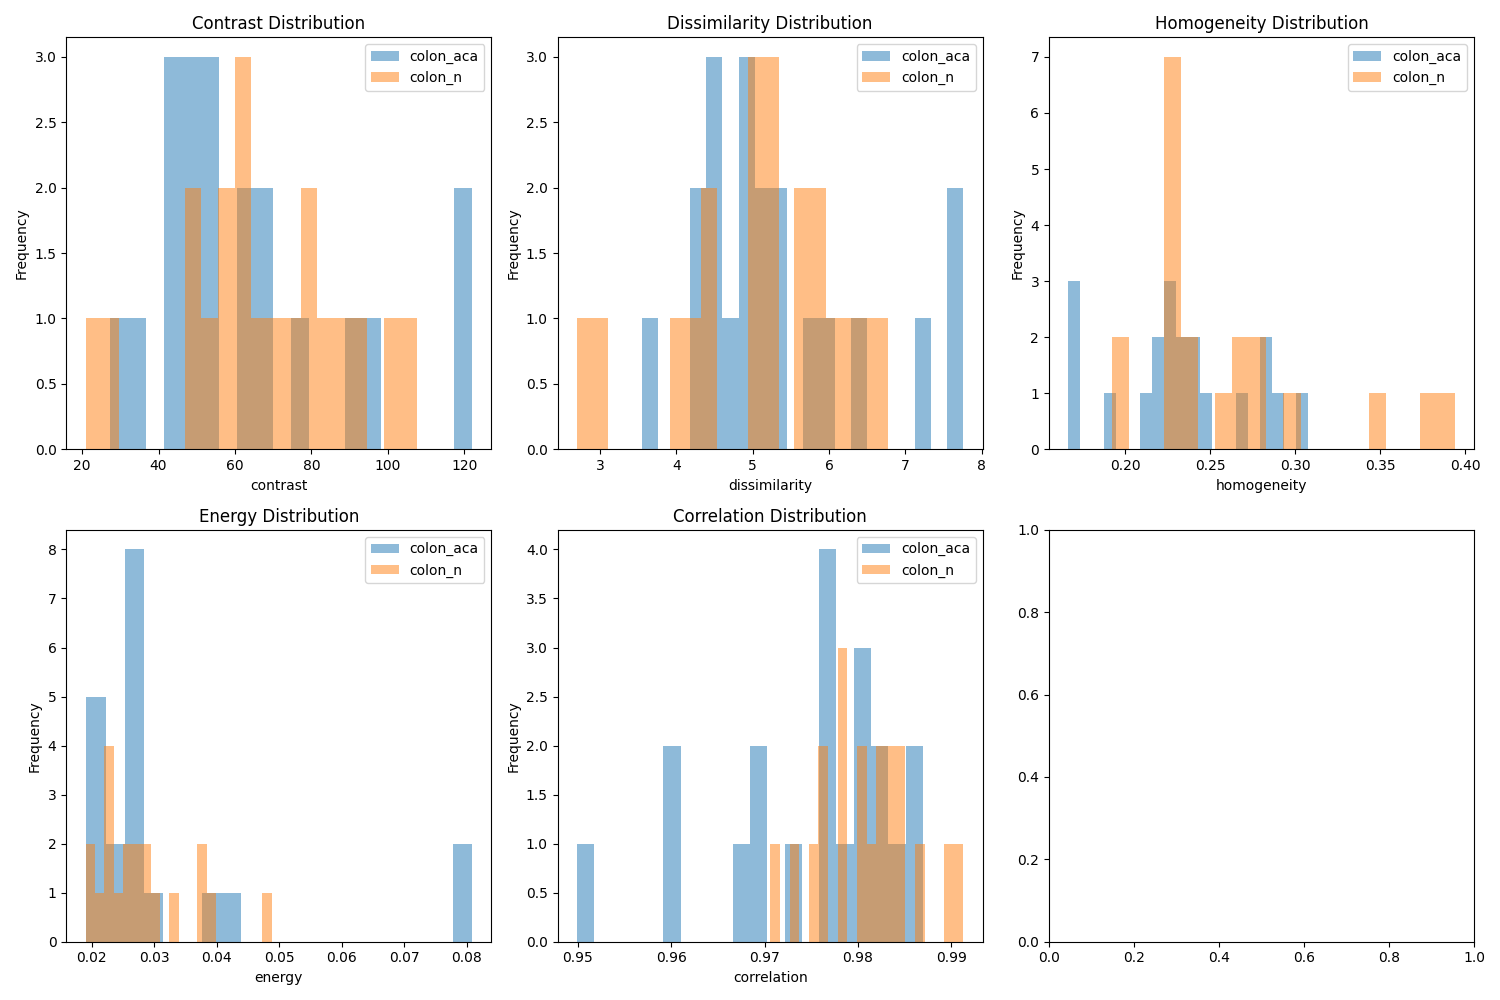 Contrast Distribution
colon_aca
colon_n
3.0
2.5
2.0
1.5
1.0
0.5
0.0
Frequency
20 40 60 80 100 120
contrast
Dissimilarity Distribution
colon_aca
colon_n
3.0
2.5
2.0
1.5
1.0
0.5
0.0
Frequency
3 4 5 6 7 8
dissimilarity
Homogeneity Distribution
colon_aca
colon_n
7
6
5
4
3
2
1
0
Frequency
0.20 0.25 0.30 0.35 0.40
homogeneity
Energy Distribution
colon_aca
colon_n
8
7
6
5
4
3
2
1
0
Frequency
0.02 0.03 0.04 0.05 0.06 0.07 0.08
energy
Correlation Distribution
colon_aca
colon_n
4.0
3.5
3.0
2.5
2.0
1.5
1.0
0.5
0.0
Frequency
0.95 0.96 0.97 0.98 0.99
correlation
1.0
0.8
0.6
0.4
0.2
0.0
0.0 0.2 0.4 0.6 0.8 1.0